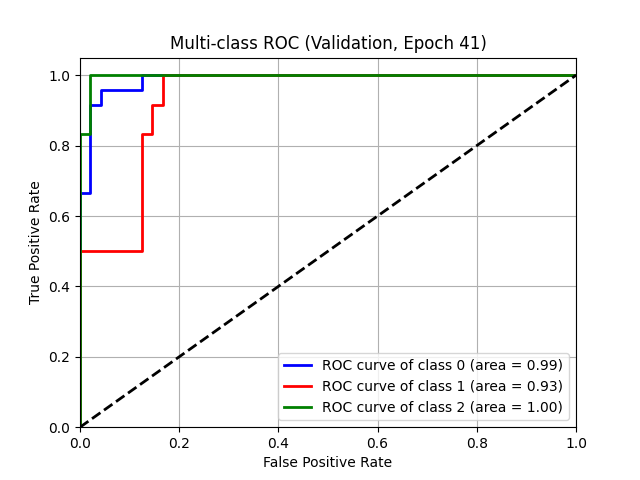 Multi-class ROC (Validation, Epoch 41)
True Positive Rate
1.0
0.8
0.6
0.4
0.2
0.0
ROC curve of class 0 (area = 0.99)
ROC curve of class 1 (area = 0.93)
ROC curve of class 2 (area = 1.00)
0.0 0.2 0.4 0.6 0.8 1.0
False Positive Rate